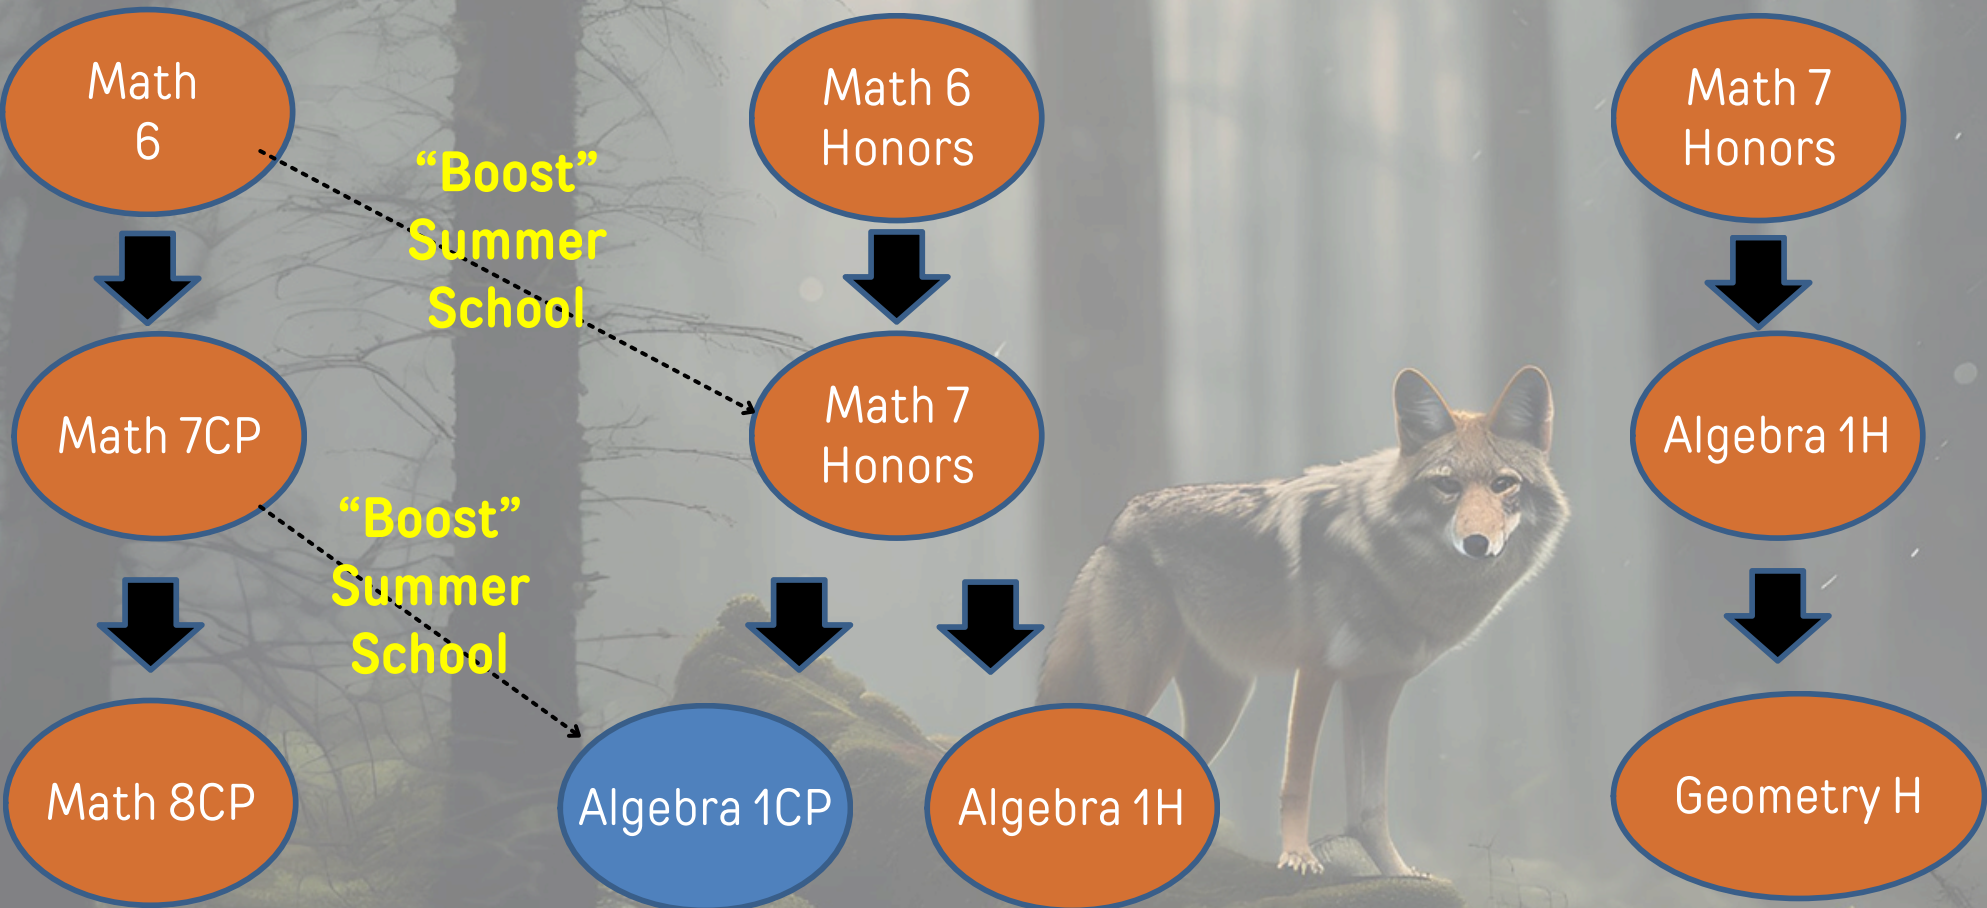 Math
6
Math 6
Honors
Math 7
Honors
“Boost”
Summer
School
Math 7CP
Math 7
Honors
Algebra 1H
“Boost”
Summer
School
Math 8CP
Algebra 1CP
Algebra 1H
Geometry H